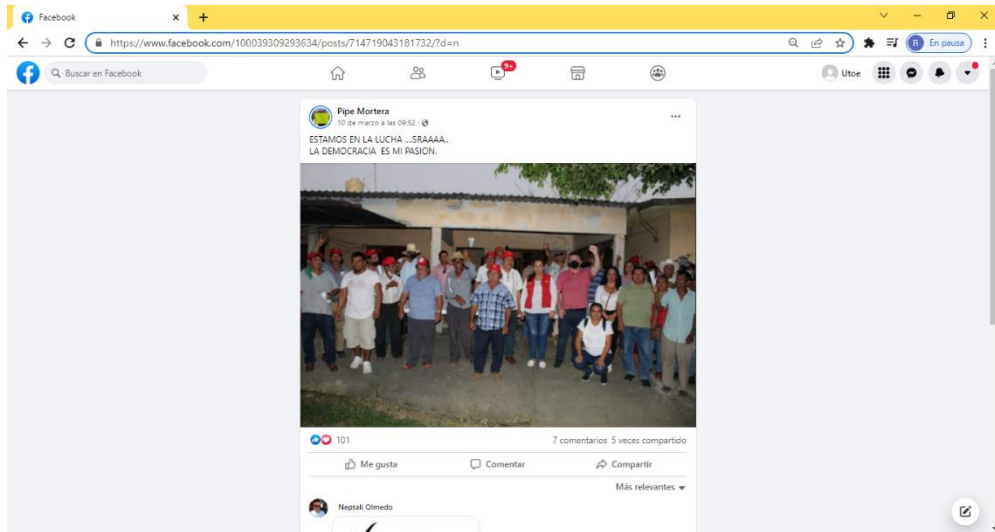 Facebook
https://www.facebook.com/100039309293634/posts/714719043181732/?d=n
R En pausa
Buscar en Facebook
9+
Utoe
Pipe Mortera
10 de marzo a las 09:52 ·
ESTAMOS EN LA LUCHA ...SRAAAA..
LA DEMOCRACIA ES MI PASION.
101
7 comentarios 5 veces compartido
Me gusta
Comentar
Compartir
Más relevantes
Neptali Olmedo